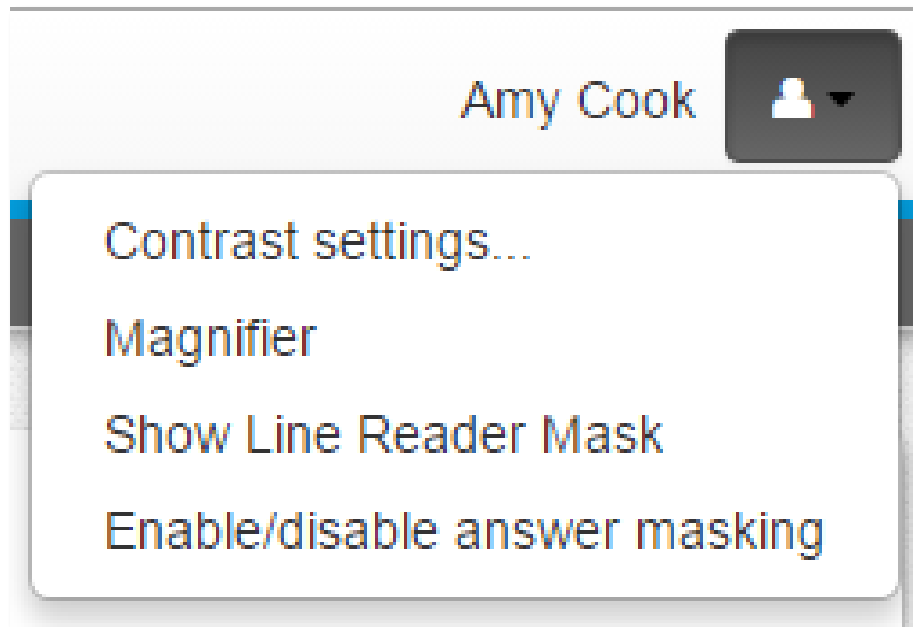 Amy Cook
Contrast settings...
Magnifier
Show Line Reader Mask
Enable/disable answer masking